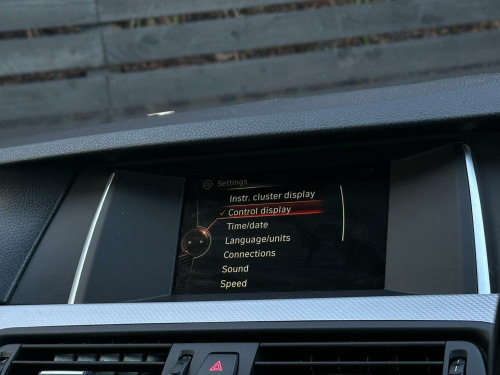 Settings
Instr. cluster display
✓ Control display
Time/date
Language/units
Connections
Sound
Speed